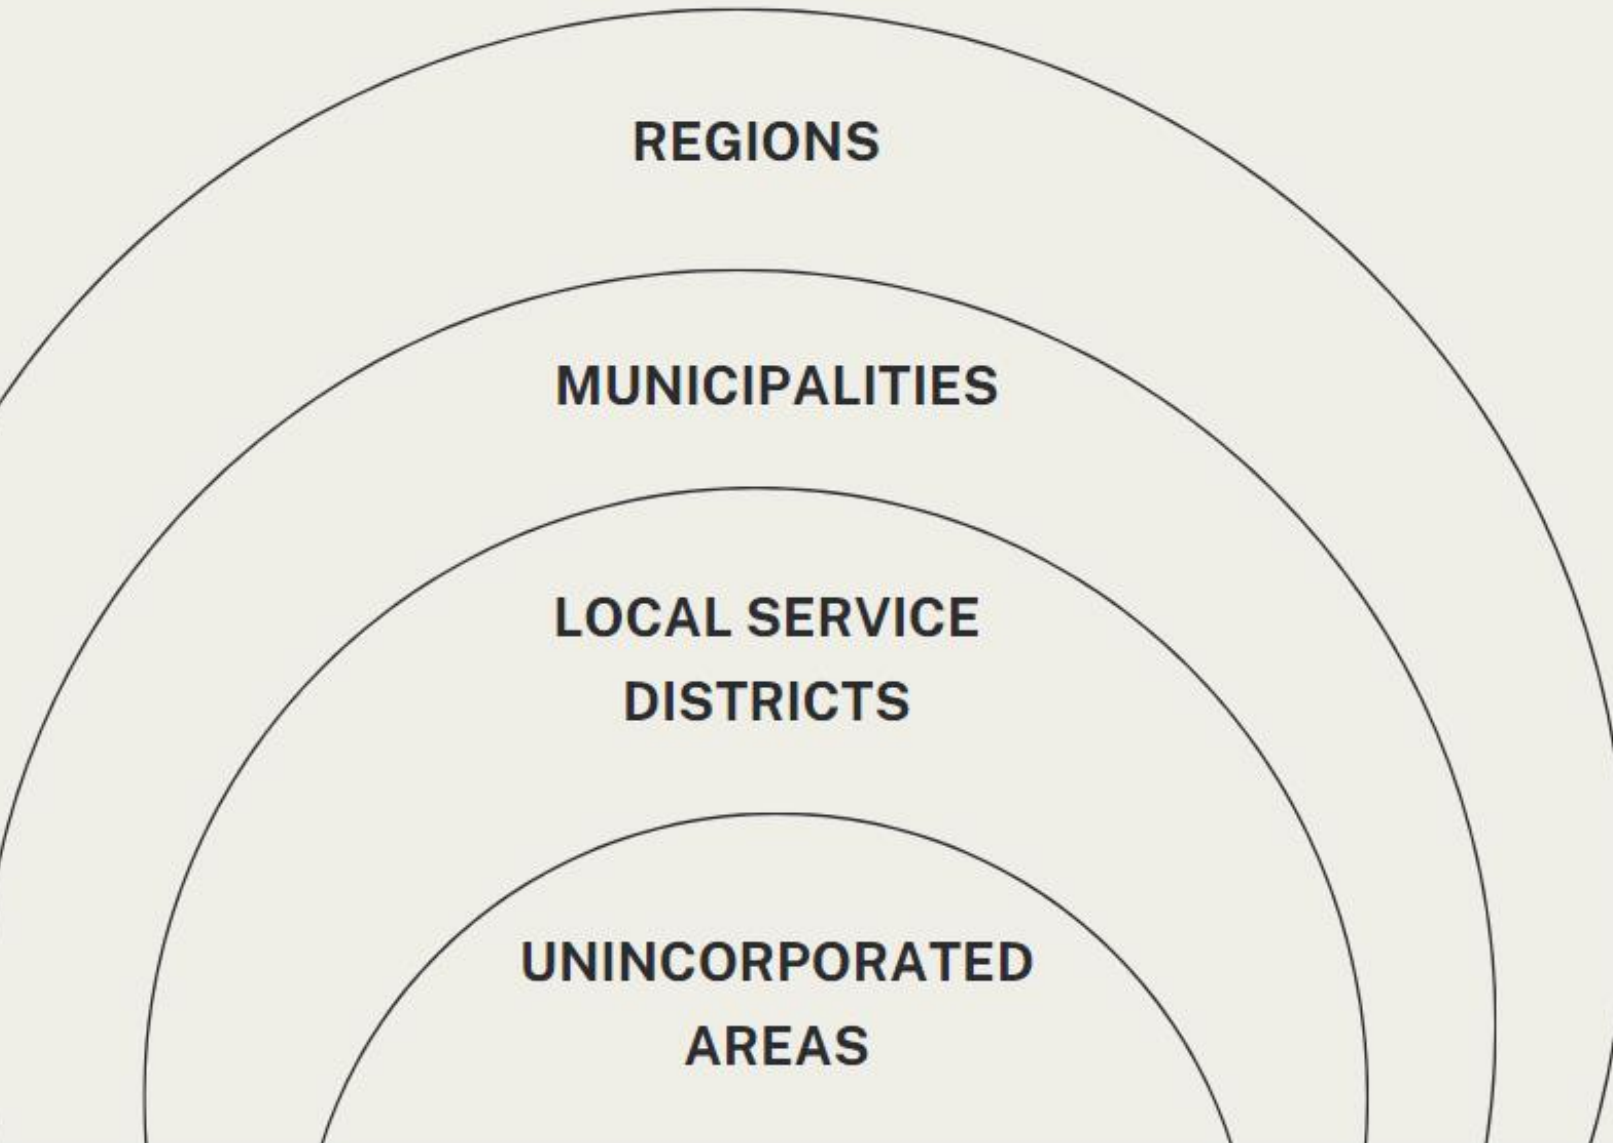 REGIONS
MUNICIPALITIES
LOCAL SERVICE
DISTRICTS
UNINCORPORATED
AREAS